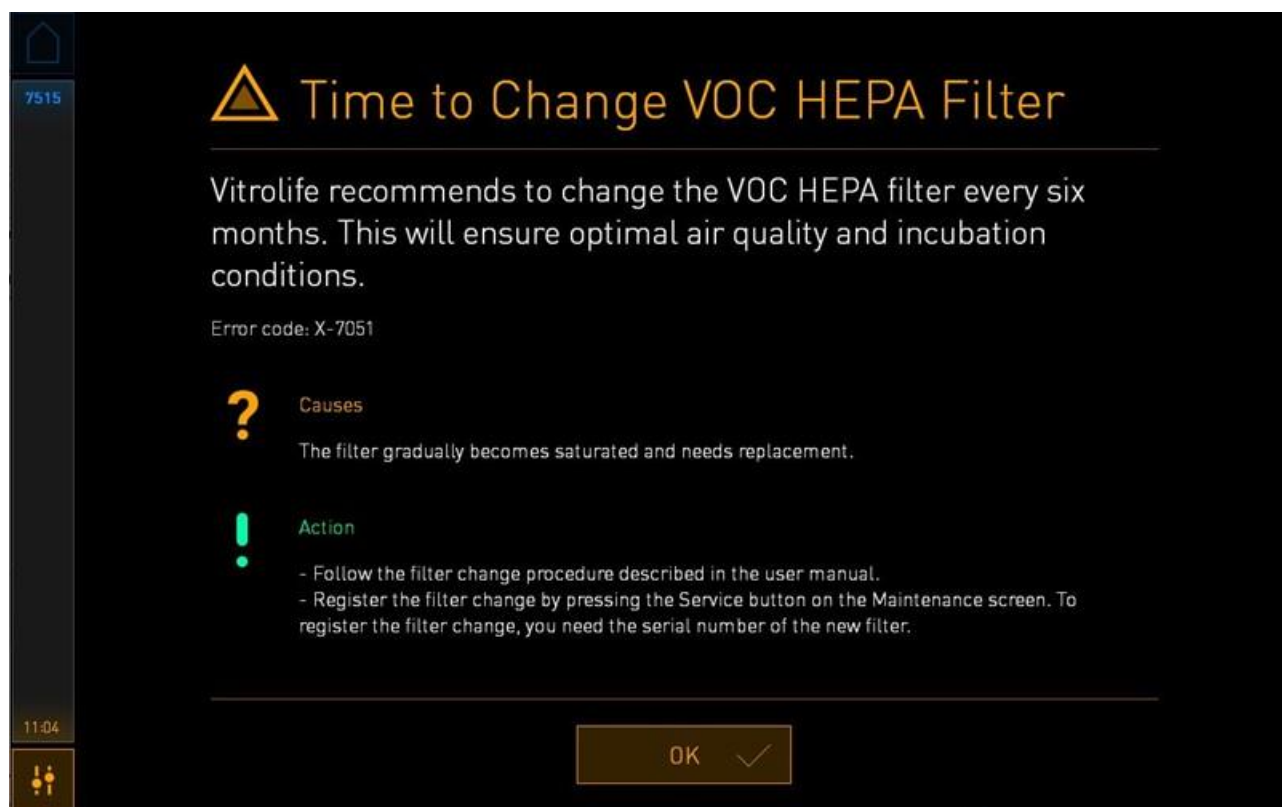 7515
Time to Change VOC HEPA Filter
Vitrolife recommends to change the VOC HEPA filter every six
months. This will ensure optimal air quality and incubation
conditions.
Error code: X-7051
?
Causes
The filter gradually becomes saturated and needs replacement.
!
Action
- Follow the filter change procedure described in the user manual.
- Register the filter change by pressing the Service button on the Maintenance screen. To
register the filter change, you need the serial number of the new filter.
11:04
OK